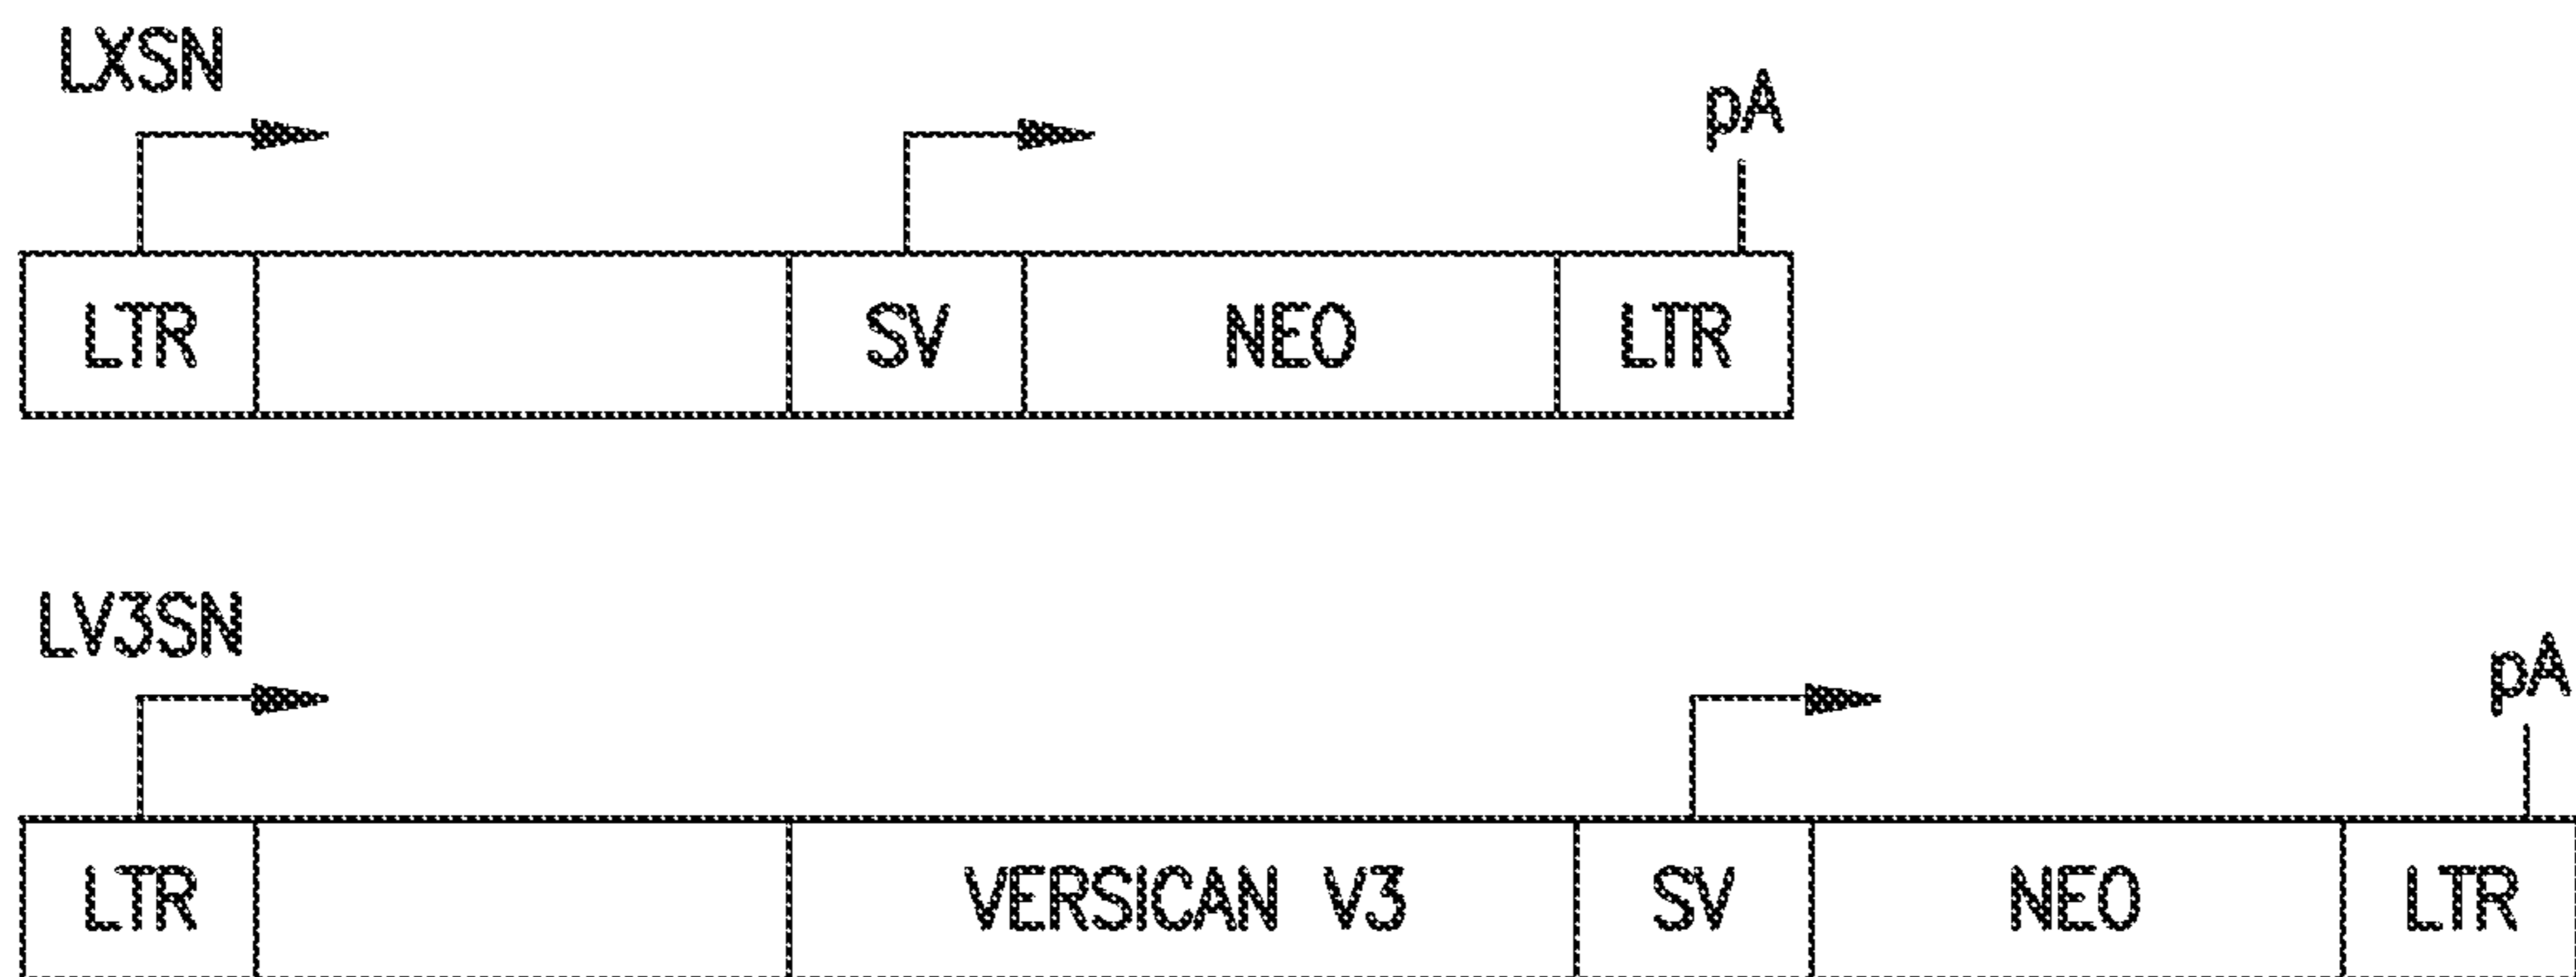 LXSN
pA
LTR SV NEO LTR
LV3SN
pA
LTR VERSICAN V3 SV NEO LTR